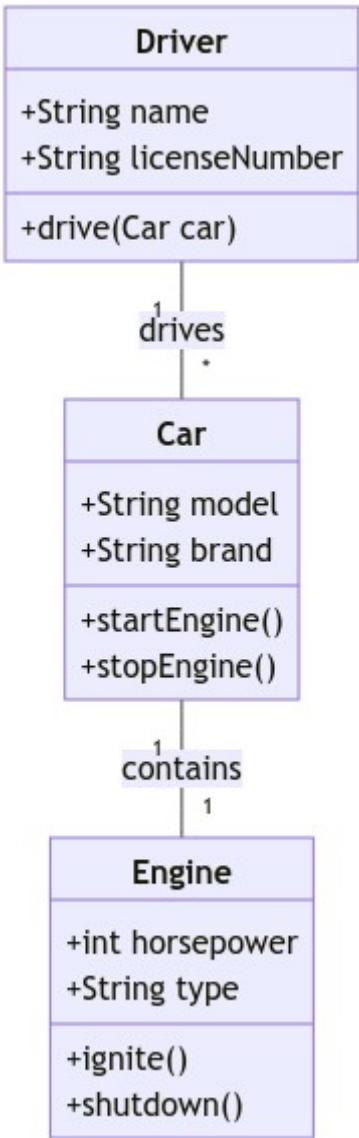 Driver
+String name
+String licenseNumber
+drive(Car car)
1
drives
*
Car
+String model
+String brand
+startEngine()
+stopEngine()
1
contains
1
Engine
+int horsepower
+String type
+ignite()
+shutdown()